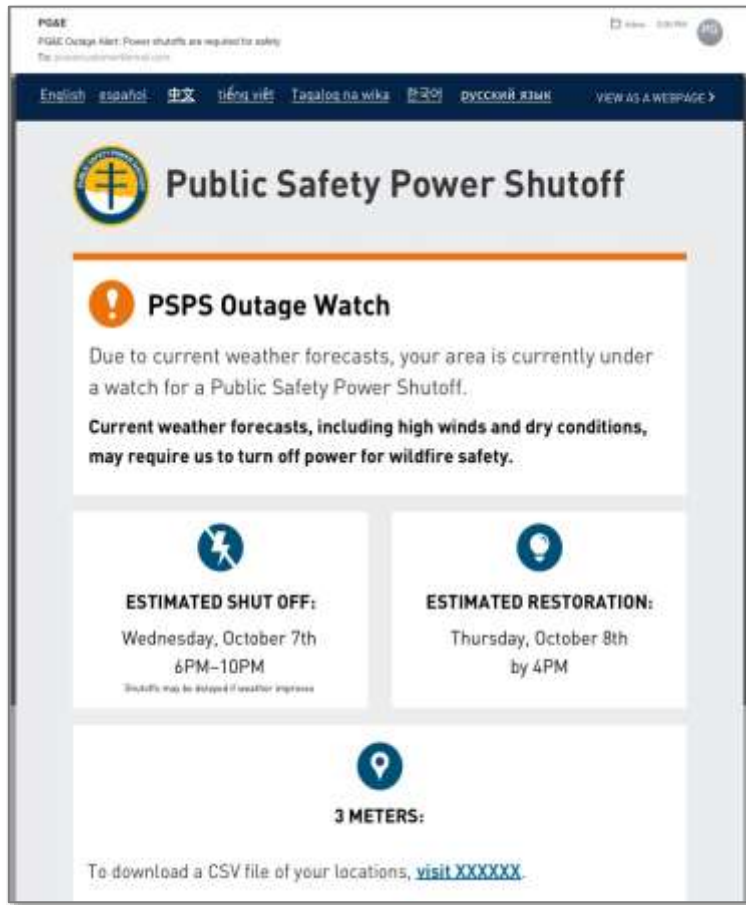 PG&E
PG&E Outage Alert: Power shutoffs are required for safety
To:
English español 中文 tiếng việt Tagalog na wika 한국어 русский язык VIEW AS A WEBPAGE >
PUBLIC SAFETY POWER SHUTOFF
Public Safety Power Shutoff
PSPS Outage Watch
Due to current weather forecasts, your area is currently under
a watch for a Public Safety Power Shutoff.
Current weather forecasts, including high winds and dry conditions,
may require us to turn off power for wildfire safety.
ESTIMATED SHUT OFF:
Wednesday, October 7th
6PM–10PM
Shutoffs may be delayed if weather improves
ESTIMATED RESTORATION:
Thursday, October 8th
by 4PM
3 METERS:
To download a CSV file of your locations, visit XXXXXX.